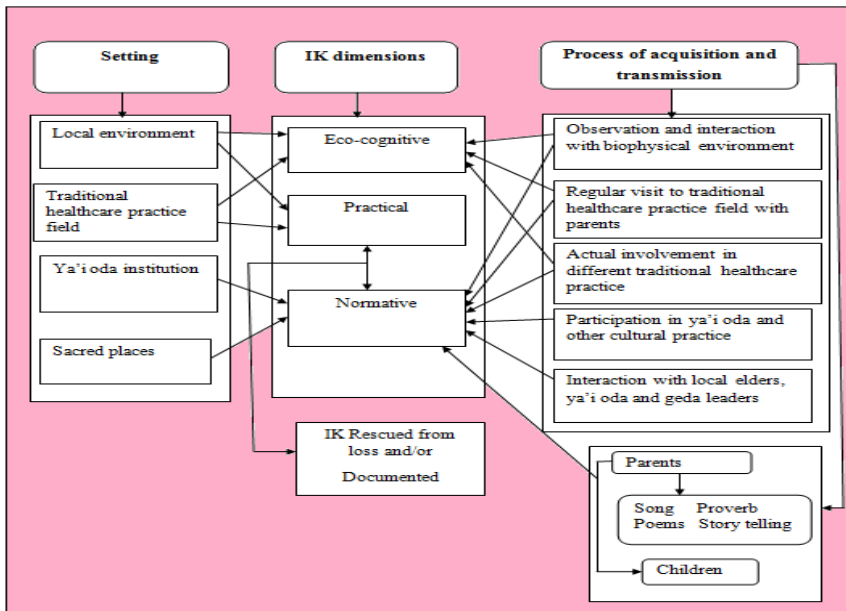 Setting
IK dimensions
Process of acquisition and
transmission
Local environment
Traditional
healthcare practice
field
Ya'i oda institution
Sacred places
Eco-cognitive
Practical
Normative
IK Rescued from
loss and/or
Documented
Observation and interaction
with biophysical environment
Regular visit to traditional
healthcare practice field with
parents
Actual involvement in
different traditional healthcare
practice
Participation in ya'i oda and
other cultural practice
Interaction with local elders,
ya'i oda and geda leaders
Parents
Song Proverb
Poems Story telling
Children